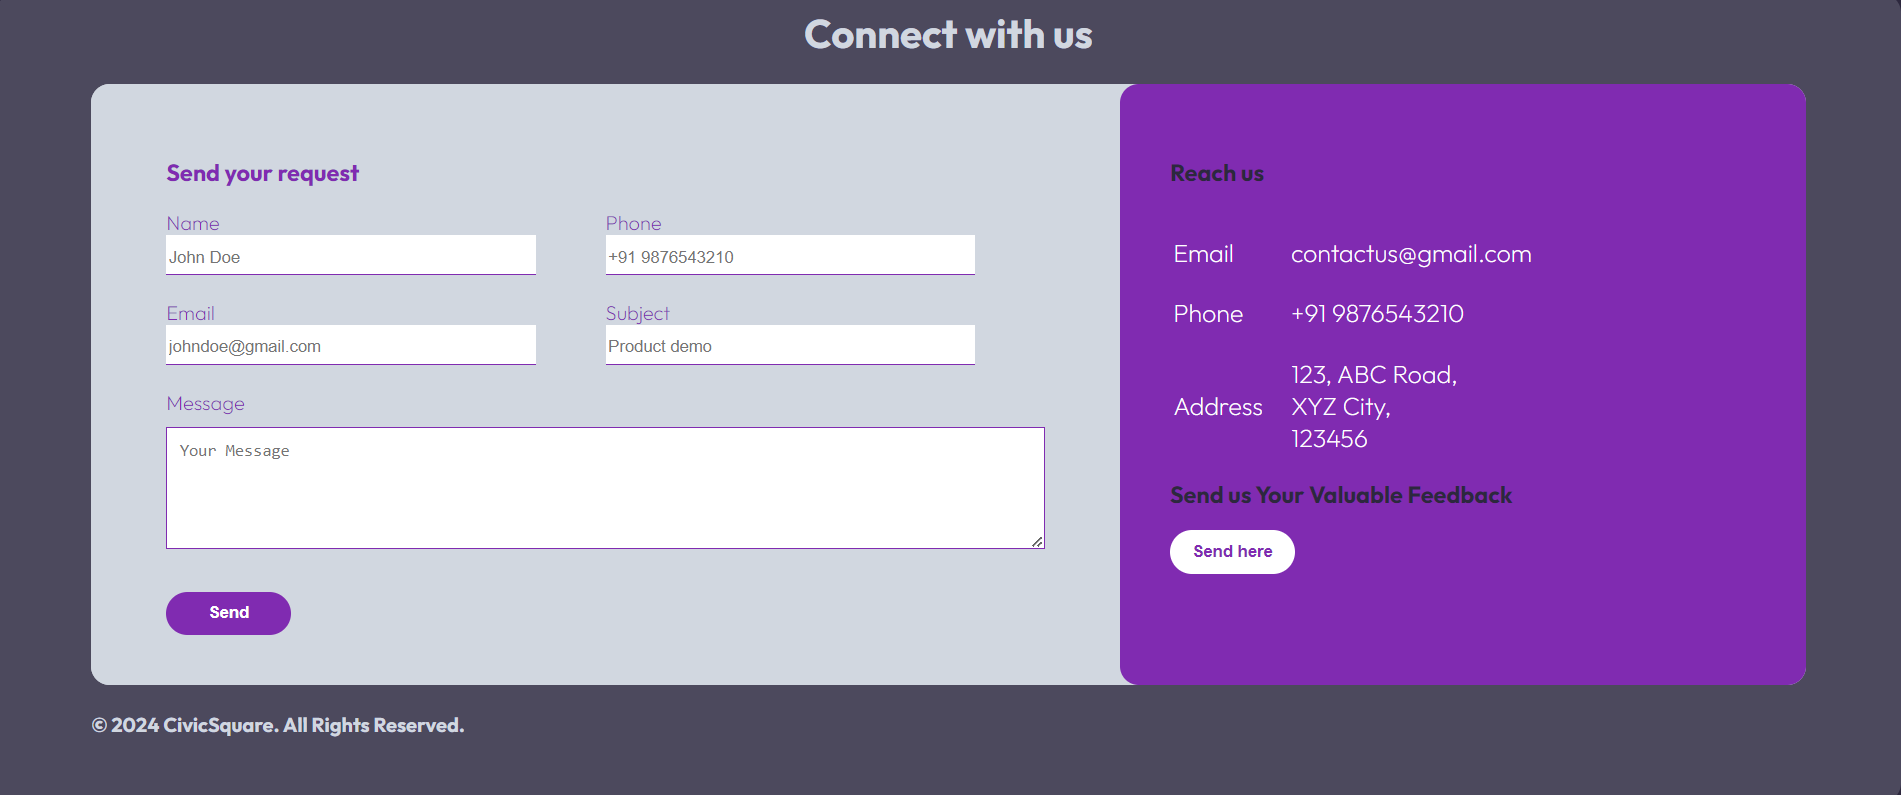 Connect with us
Send your request
Name
John Doe
Phone
+91 9876543210
Email
johndoe@gmail.com
Subject
Product demo
Message
Your Message
Send
Reach us
Email contactus@gmail.com
Phone +91 9876543210
Address 123, ABC Road,
XYZ City,
123456
Send us Your Valuable Feedback
Send here
© 2024 CivicSquare. All Rights Reserved.